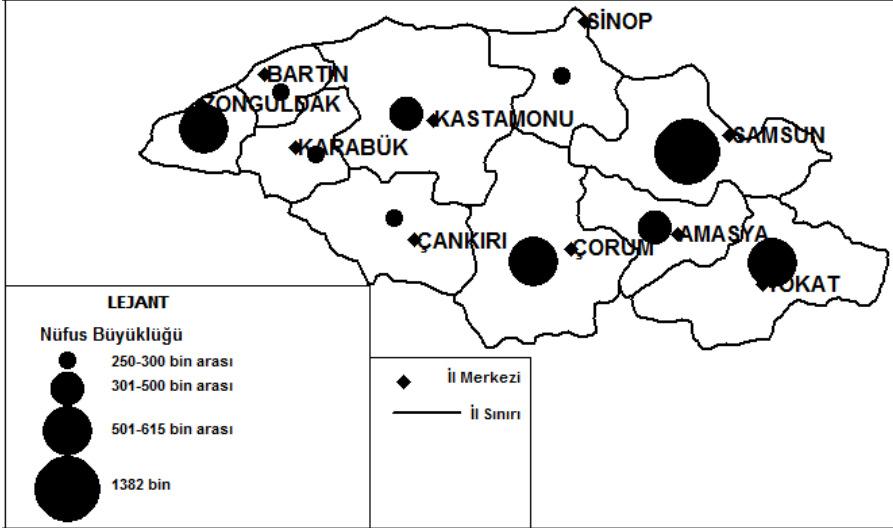 SİNOP
BARTIN
ZONGULDAK
KASTAMONU
SAMSUN
KARABÜK
ÇANKIRI
ÇORUM
AMASYA
TOKAT
LEJANT
Nüfus Büyüklüğü
250-300 bin arası
301-500 bin arası
501-615 bin arası
1382 bin
İl Merkezi
İl Sınırı